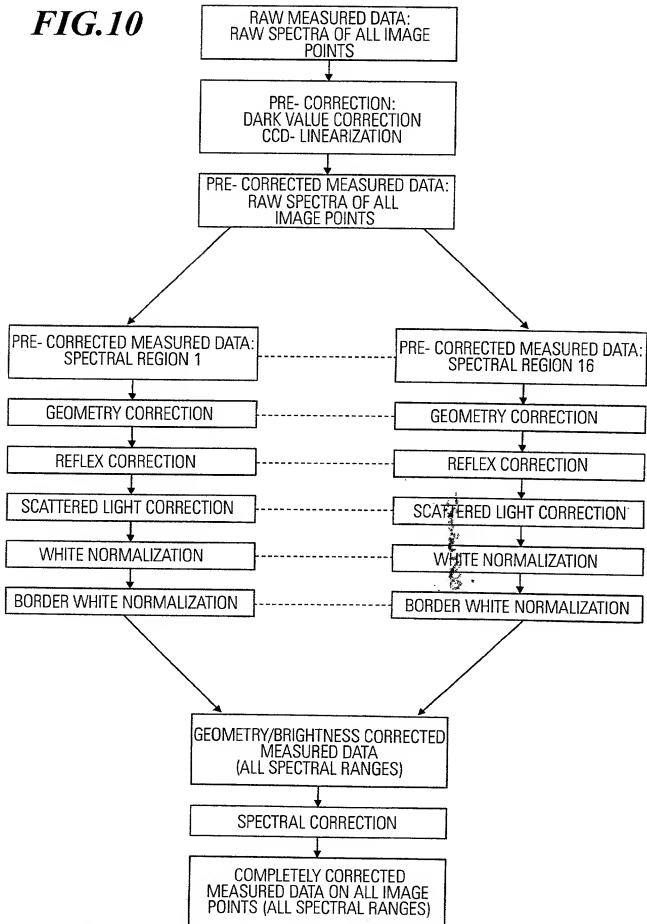 FIG.10
RAW MEASURED DATA:
RAW SPECTRA OF ALL IMAGE
POINTS
PRE- CORRECTION:
DARK VALUE CORRECTION
CCD- LINEARIZATION
PRE- CORRECTED MEASURED DATA:
RAW SPECTRA OF ALL
IMAGE POINTS
PRE- CORRECTED MEASURED DATA:
SPECTRAL REGION 1
GEOMETRY CORRECTION
REFLEX CORRECTION
SCATTERED LIGHT CORRECTION
WHITE NORMALIZATION
BORDER WHITE NORMALIZATION
PRE- CORRECTED MEASURED DATA:
SPECTRAL REGION 16
GEOMETRY CORRECTION
REFLEX CORRECTION
SCATTERED LIGHT CORRECTION
WHITE NORMALIZATION
BORDER WHITE NORMALIZATION
GEOMETRY/BRIGHTNESS CORRECTED
MEASURED DATA
(ALL SPECTRAL RANGES)
SPECTRAL CORRECTION
COMPLETELY CORRECTED
MEASURED DATA ON ALL IMAGE
POINTS (ALL SPECTRAL RANGES)